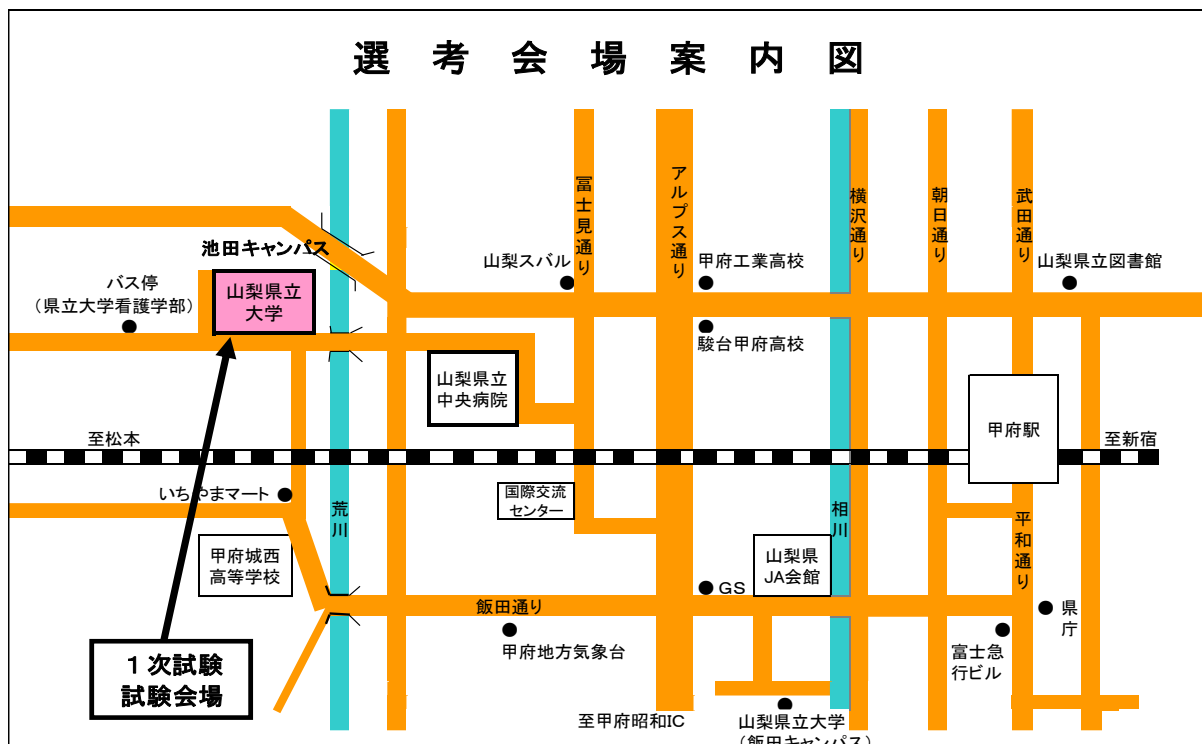 選考会場案内図
富士見通り
アルプス通り
横沢通り
朝日通り
武田通り
池田キャンパス
山梨県立
大学
バス停
（県立大学看護学部）
山梨スバル
甲府工業高校
山梨県立図書館
駿台甲府高校
山梨県立
中央病院
甲府駅
至松本
至新宿
いちやまマート
国際交流
センター
荒川
相川
平和通り
甲府城西
高等学校
山梨県
JA会館
GS
飯田通り
県庁
甲府地方気象台
富士急
行ビル
１次試験
試験会場
至甲府昭和IC
山梨県立大学
（飯田キャンパス）